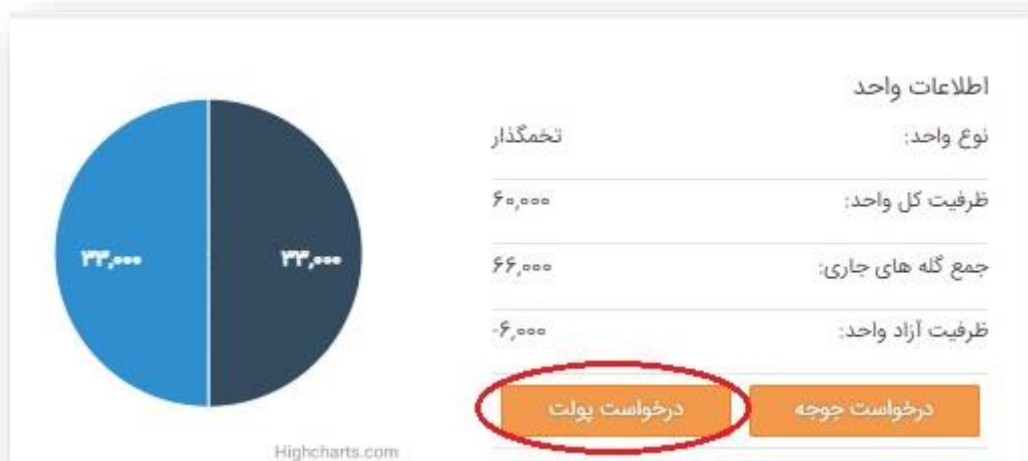 اطلاعات واحد
نوع واحد: تخمگذار
ظرفیت کل واحد: ۶۰,۰۰۰
جمع گله های جاری: ۶۶,۰۰۰
ظرفیت آزاد واحد: -۶,۰۰۰
درخواست جوجه درخواست پولت
۳۳,۰۰۰ ۳۳,۰۰۰
Highcharts.com